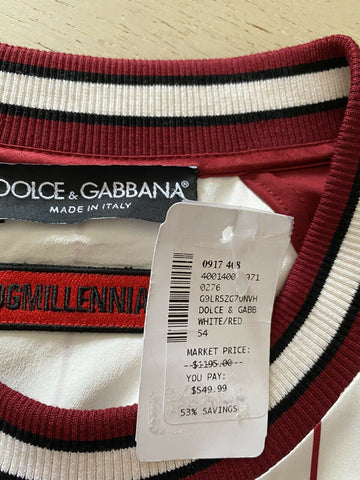 DOLCE & GABBANA®
MADE IN ITALY
DGMILLENNIA
0917 408
0276
DOLCE & GABB
WHITE/RED
54
MARKET PRICE:
$1195.00
YOU PAY:
$549.99
53% SAVINGS